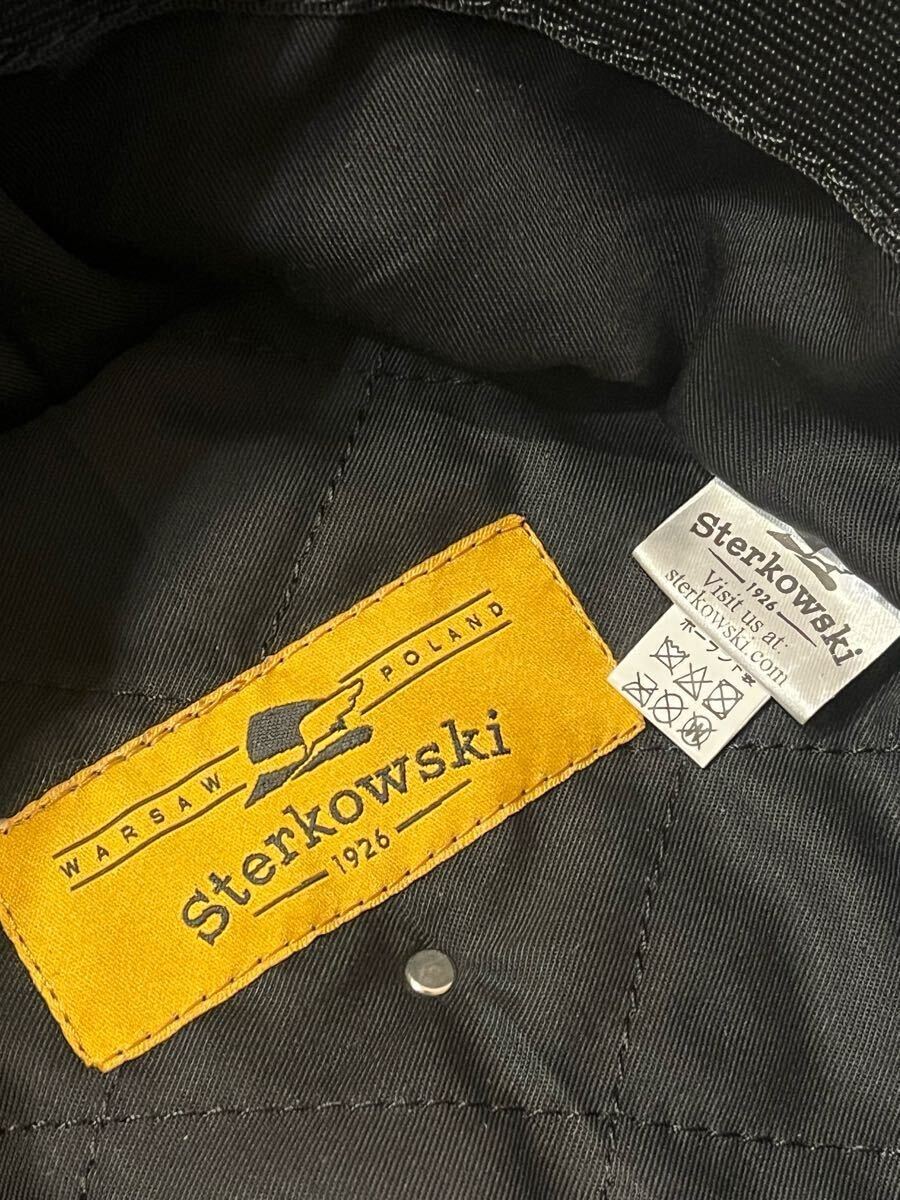 WARSAW POLAND
Sterkowski
1926
Sterkowski
1926
Visit us at:
sterkowski.com
ポーランド製